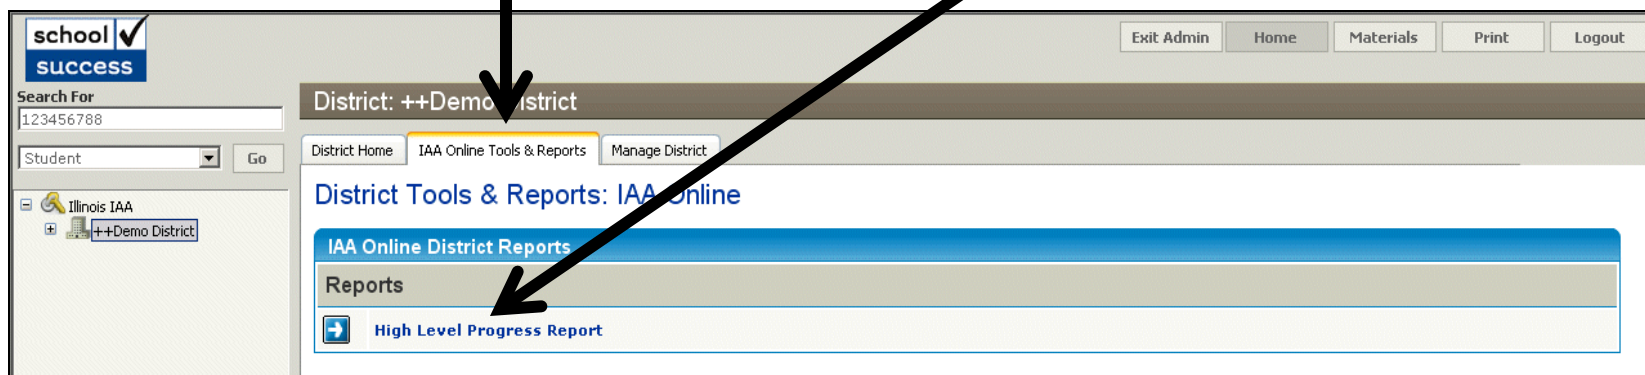 school
success
Exit Admin Home Materials Print Logout
Search For
123456788
Student Go
Illinois IAA
++Demo District
District: ++Demo District
District Home IAA Online Tools & Reports Manage District
District Tools & Reports: IAA Online
IAA Online District Reports
Reports
High Level Progress Report